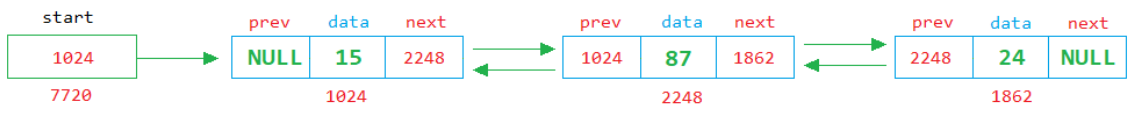 start prev data next prev data next prev data next
1024 NULL 15 2248 1024 87 1862 2248 24 NULL
7720 1024 2248 1862